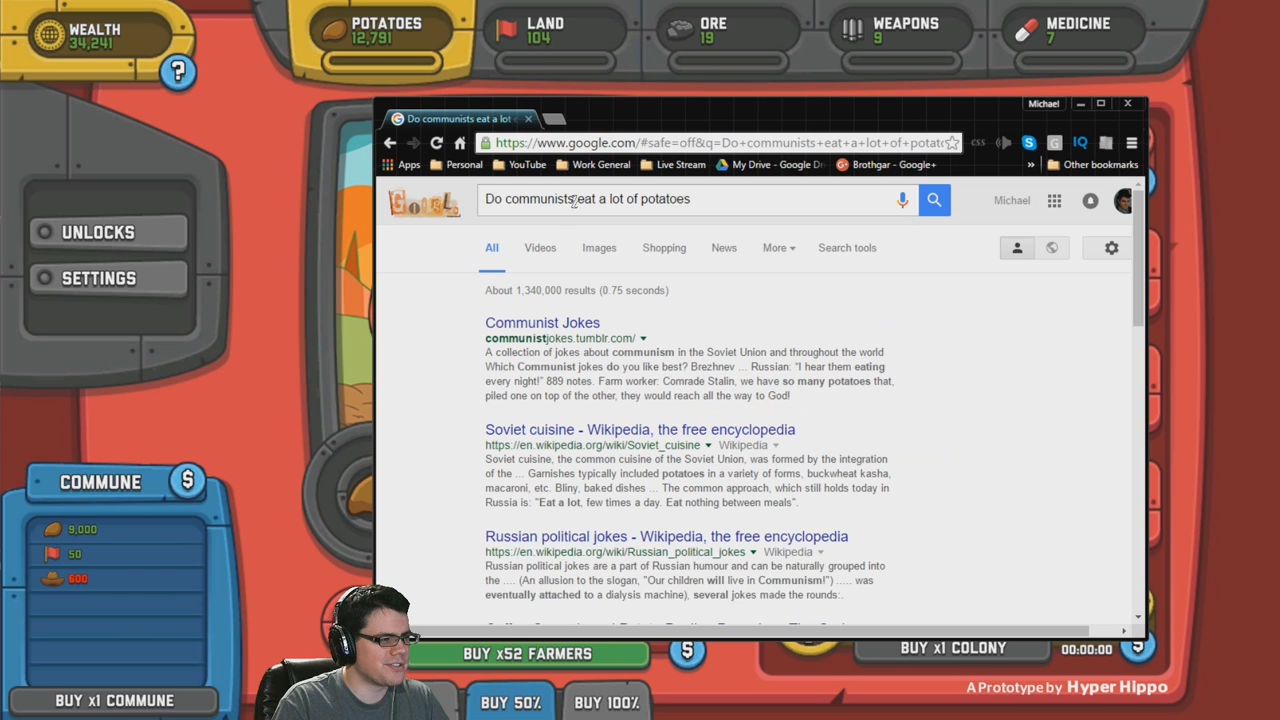 WEALTH
34,241
POTATOES
12,791
LAND
104
ORE
19
WEAPONS
9
MEDICINE
7
?
Michael
Do communists eat a lot
https://www.google.com/#safe=off&q=Do+communists+eat+a+lot+of+potato
css
IQ
Apps
Personal
YouTube
Work General
Live Stream
My Drive - Google Dr
Brothgar - Google+
»
Other bookmarks
Do communists eat a lot of potatoes
Michael
All
Videos
Images
Shopping
News
More
Search tools
About 1,340,000 results (0.75 seconds)
Communist Jokes
communistjokes.tumblr.com/
A collection of jokes about communism in the Soviet Union and throughout the world
Which Communist jokes do you like best? Brezhnev ... Russian: "I hear them eating
every night!" 889 notes. Farm worker: Comrade Stalin, we have so many potatoes that,
piled one on top of the other, they would reach all the way to God!
Soviet cuisine - Wikipedia, the free encyclopedia
https://en.wikipedia.org/wiki/Soviet_cuisine
Wikipedia
Soviet cuisine, the common cuisine of the Soviet Union, was formed by the integration
of the ... Garnishes typically included potatoes in a variety of forms, buckwheat kasha,
macaroni, etc. Bliny, baked dishes ... The common approach, which still holds today in
Russia is: "Eat a lot, few times a day. Eat nothing between meals".
Russian political jokes - Wikipedia, the free encyclopedia
https://en.wikipedia.org/wiki/Russian_political_jokes
Wikipedia
Russian political jokes are a part of Russian humour and can be naturally grouped into
the .... (An allusion to the slogan, "Our children will live in Communism!") ..... was
eventually attached to a dialysis machine), several jokes made the rounds:.
UNLOCKS
SETTINGS
COMMUNE
$
9,000
50
600
BUY x1 COMMUNE
BUY x52 FARMERS
$
BUY 50%
BUY 100%
BUY x1 COLONY
00:00:00
$
A Prototype by Hyper Hippo